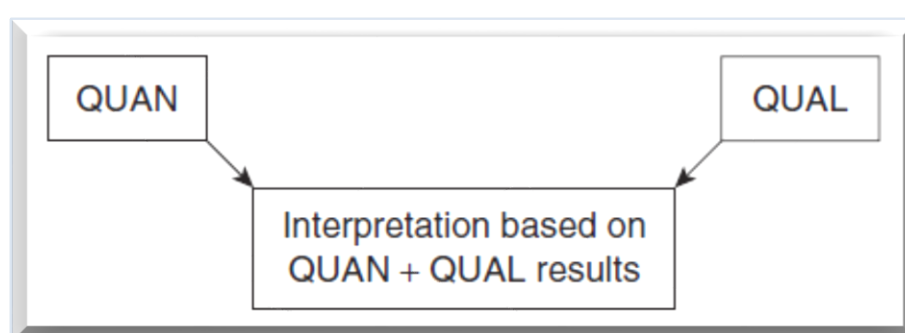 QUAN
QUAL
Interpretation based on
QUAN + QUAL results